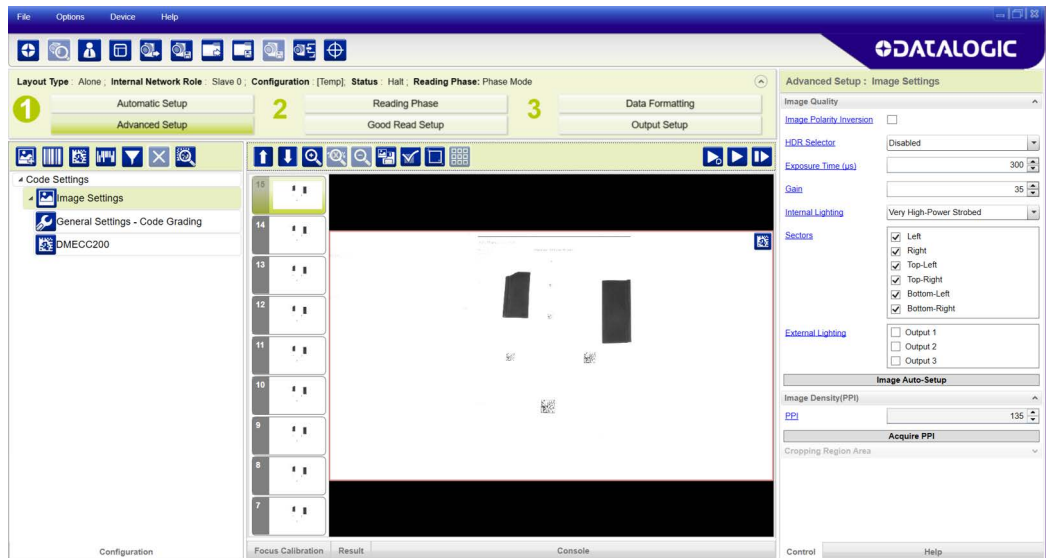 File Options Device Help
DATALOGIC
Layout Type : Alone ; Internal Network Role : Slave 0 ; Configuration : [Temp]; Status : Halt ; Reading Phase: Phase Mode
1 Automatic Setup
Advanced Setup
2 Reading Phase
Good Read Setup
3 Data Formatting
Output Setup
Code Settings
Image Settings
General Settings - Code Grading
DMECC200
Configuration
15
14
13
12
11
10
9
8
7
Focus Calibration Result Console
Advanced Setup : Image Settings
Image Quality
Image Polarity Inversion
HDR Selector Disabled
Exposure Time (us) 300
Gain 35
Internal Lighting Very High-Power Strobed
Sectors Left
Right
Top-Left
Top-Right
Bottom-Left
Bottom-Right
External Lighting Output 1
Output 2
Output 3
Image Auto-Setup
Image Density(PPI)
PPI 135
Acquire PPI
Cropping Region Area
Control Help